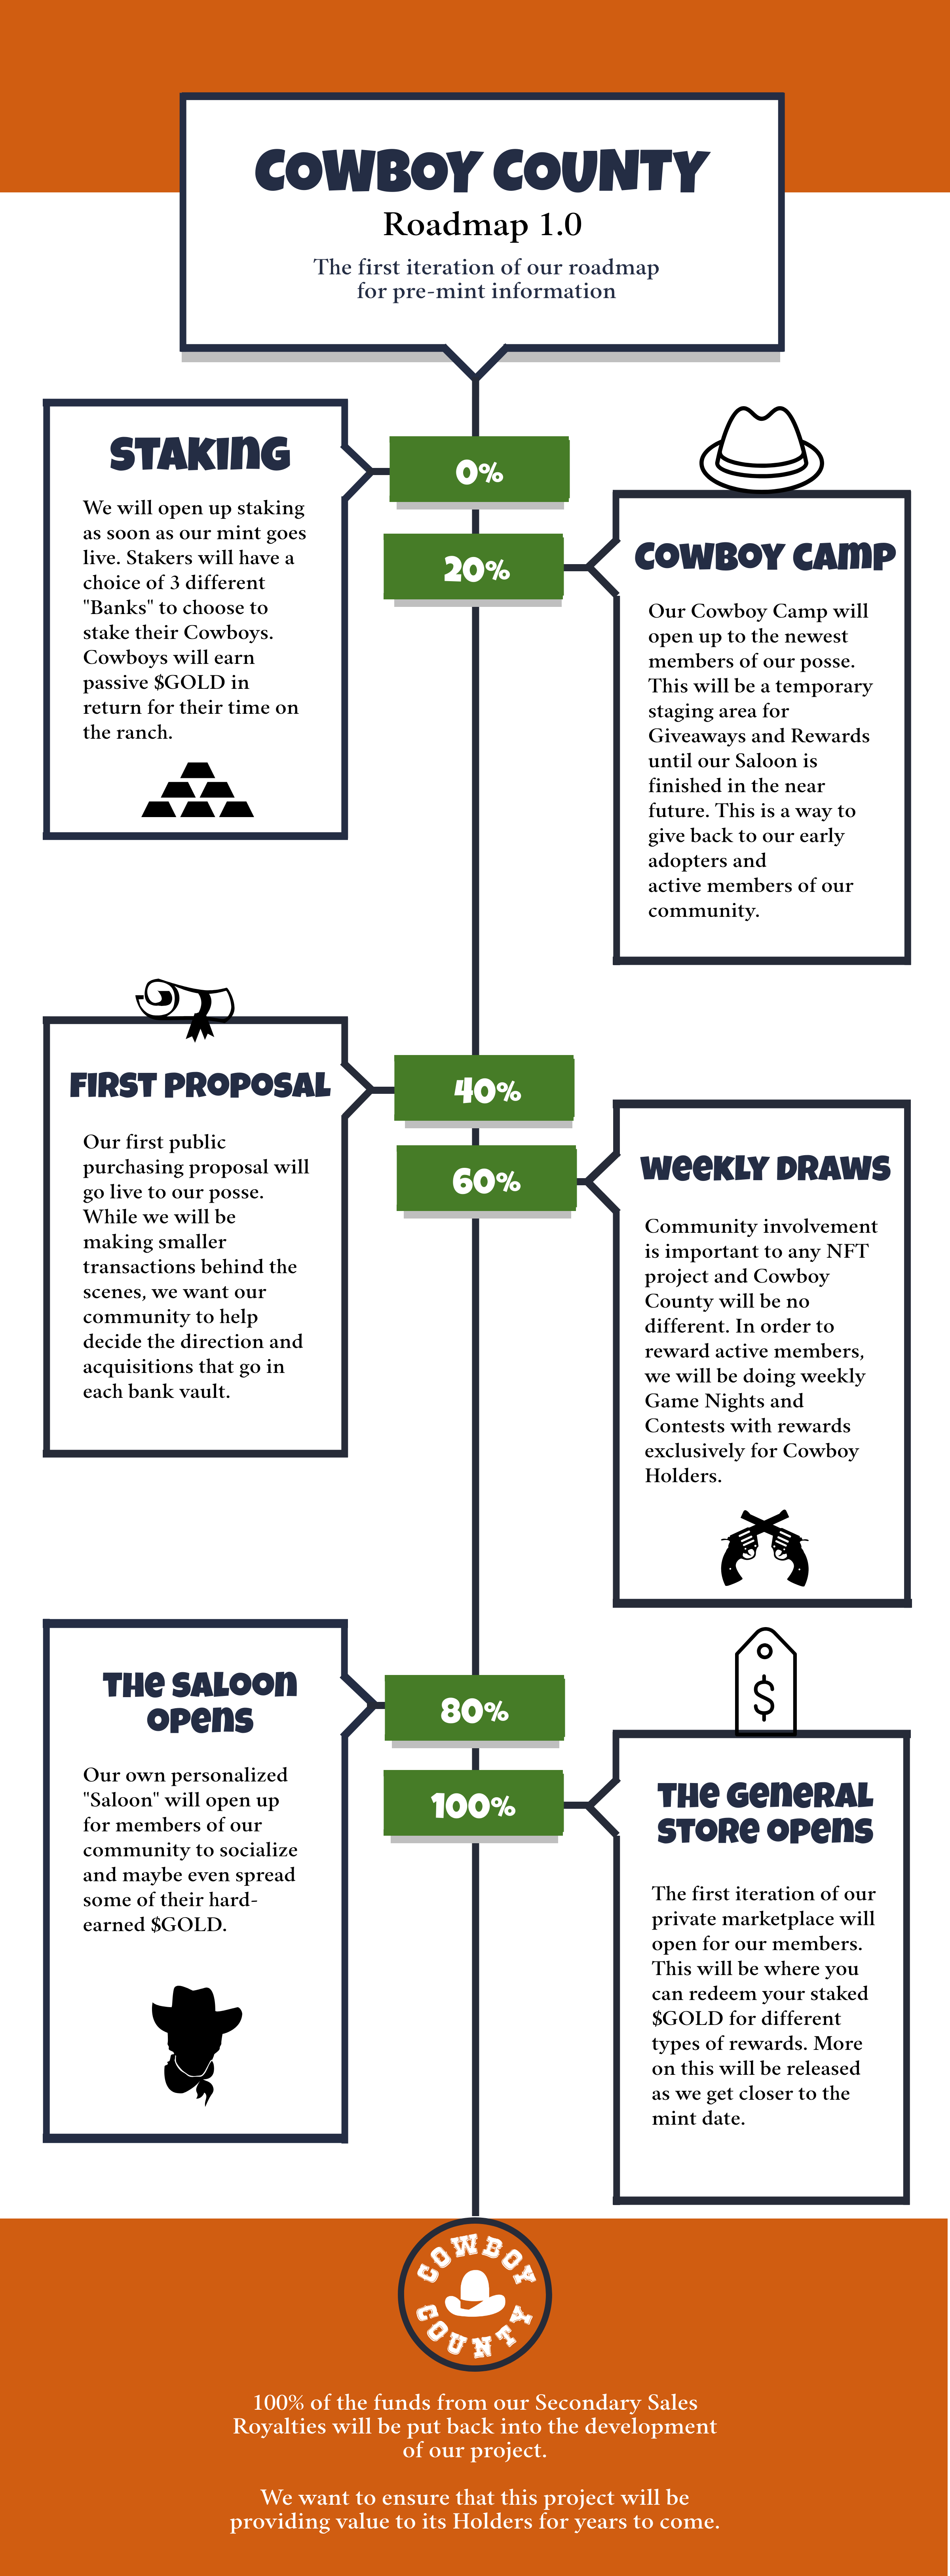 COWBOY COUNTY
Roadmap 1.0
The first iteration of our roadmap
for pre-mint information
0%
STAKING
We will open up staking
as soon as our mint goes
live. Stakers will have a
choice of 3 different
"Banks" to choose to
stake their Cowboys.
Cowboys will earn
passive $GOLD in
return for their time on
the ranch.
20%
COWBOY CAMP
Our Cowboy Camp will
open up to the newest
members of our posse.
This will be a temporary
staging area for
Giveaways and Rewards
until our Saloon is
finished in the near
future. This is a way to
give back to our early
adopters and
active members of our
community.
40%
FIRST PROPOSAL
Our first public
purchasing proposal will
go live to our posse.
While we will be
making smaller
transactions behind the
scenes, we want our
community to help
decide the direction and
acquisitions that go in
each bank vault.
60%
WEEKLY DRAWS
Community involvement
is important to any NFT
project and Cowboy
County will be no
different. In order to
reward active members,
we will be doing weekly
Game Nights and
Contests with rewards
exclusively for Cowboy
Holders.
80%
THE SALOON
OPENS
Our own personalized
"Saloon" will open up
for members of our
community to socialize
and maybe even spread
some of their hard-
earned $GOLD.
100%
$
THE GENERAL
STORE OPENS
The first iteration of our
private marketplace will
open for our members.
This will be where you
can redeem your staked
$GOLD for different
types of rewards. More
on this will be released
as we get closer to the
mint date.
COWBOY
COUNTY
100% of the funds from our Secondary Sales
Royalties will be put back into the development
of our project.
We want to ensure that this project will be
providing value to its Holders for years to come.